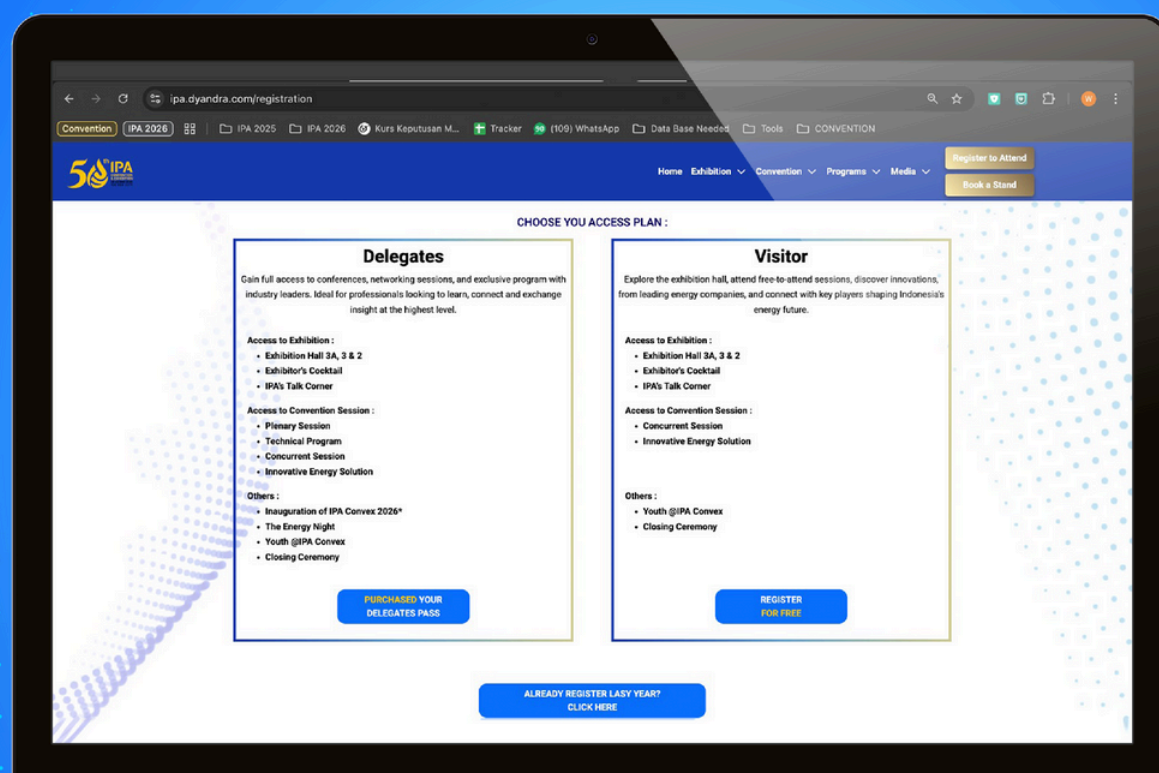 ipa.dyandra.com/registration
Convention IPA 2026 IPA 2025 IPA 2026 Kurs Keputusan M... Tracker (109) WhatsApp Data Base Needed Tools CONVENTION
50 TH IPA
Home Exhibition Convention Programs Media
Register to Attend
Book a Stand
CHOOSE YOU ACCESS PLAN :
Delegates
Gain full access to conferences, networking sessions, and exclusive program with
industry leaders. Ideal for professionals looking to learn, connect and exchange
insight at the highest level.
Access to Exhibition :
• Exhibition Hall 3A, 3 & 2
• Exhibitor's Cocktail
• IPA's Talk Corner
Access to Convention Session :
• Plenary Session
• Technical Program
• Concurrent Session
• Innovative Energy Solution
Others :
• Inauguration of IPA Convex 2026*
• The Energy Night
• Youth @IPA Convex
• Closing Ceremony
PURCHASED YOUR
DELEGATES PASS
Visitor
Explore the exhibition hall, attend free-to-attend sessions, discover innovations,
from leading energy companies, and connect with key players shaping Indonesia's
energy future.
Access to Exhibition :
• Exhibition Hall 3A, 3 & 2
• Exhibitor's Cocktail
• IPA's Talk Corner
Access to Convention Session :
• Concurrent Session
• Innovative Energy Solution
Others :
• Youth @IPA Convex
• Closing Ceremony
REGISTER
FOR FREE
ALREADY REGISTER LASY YEAR?
CLICK HERE